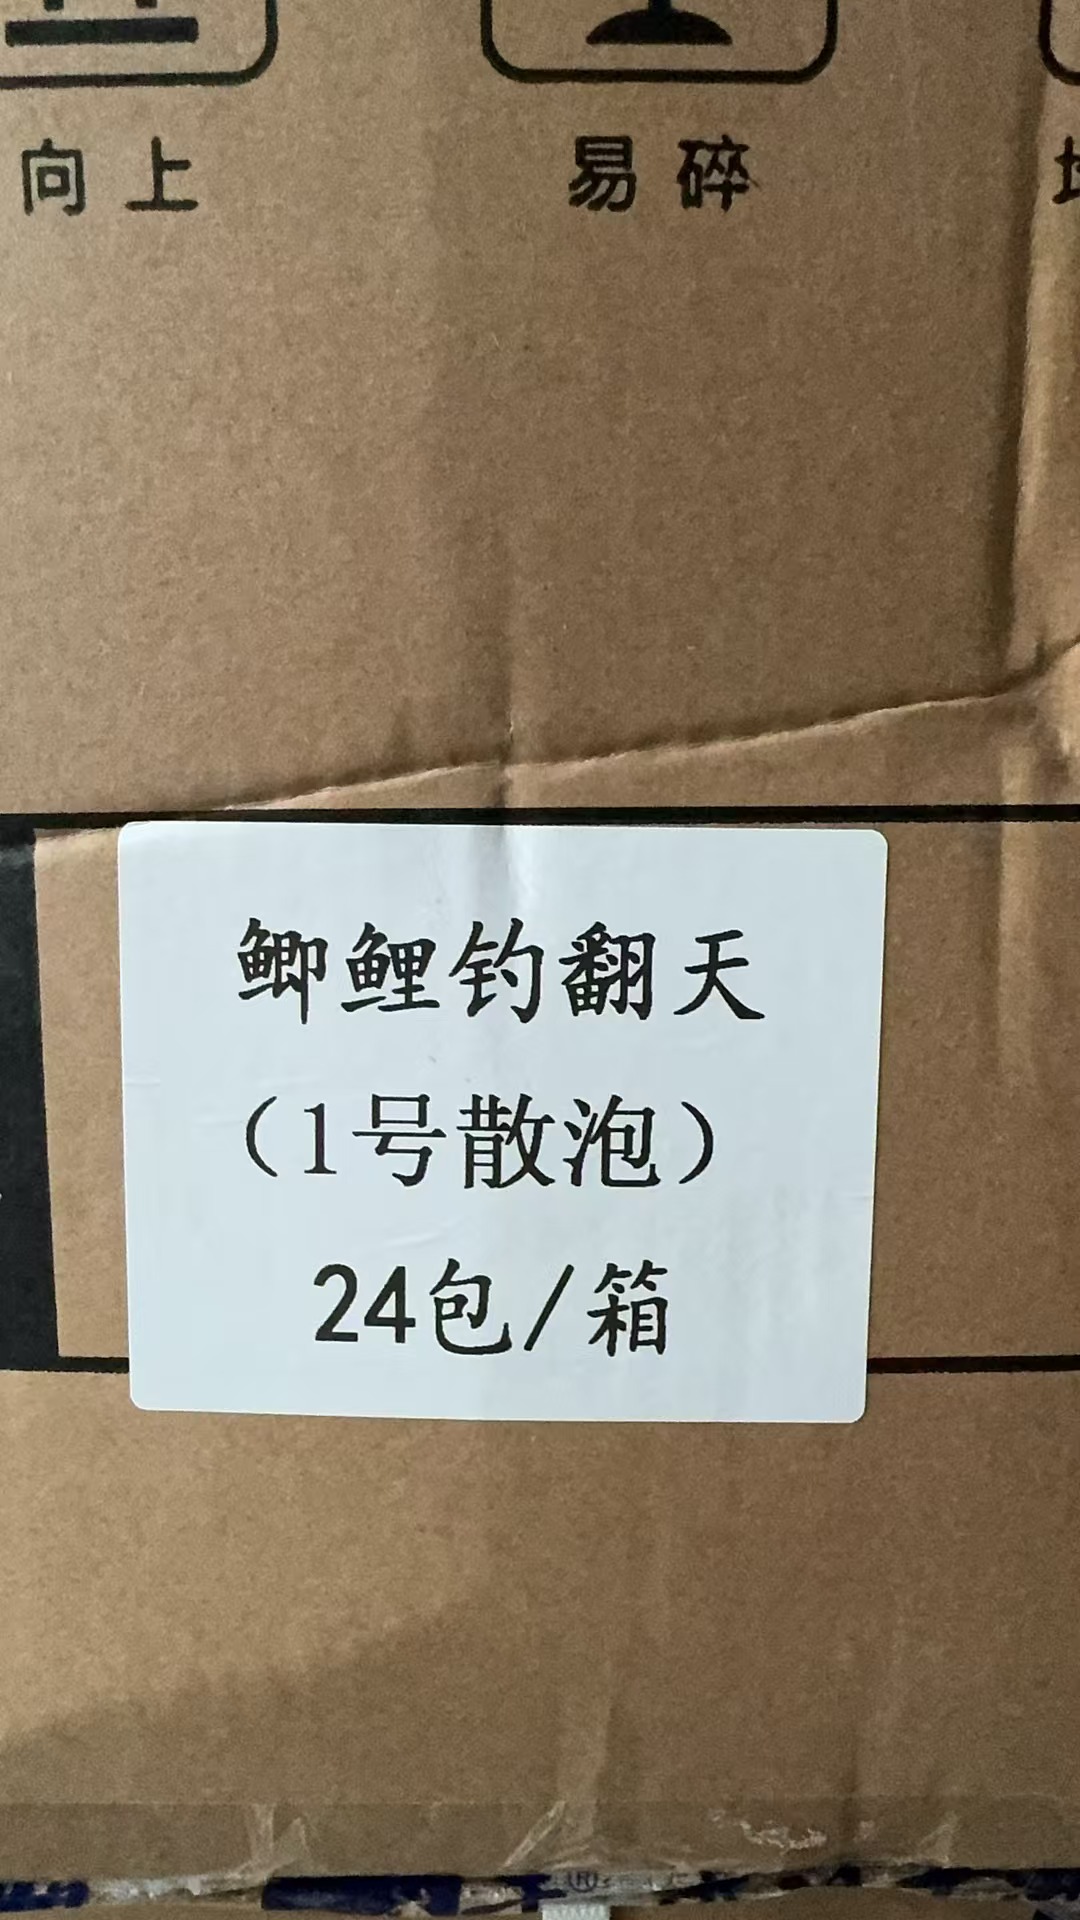 向上 易碎
鲫鲤钓翻天
（1号散泡）
24包/箱